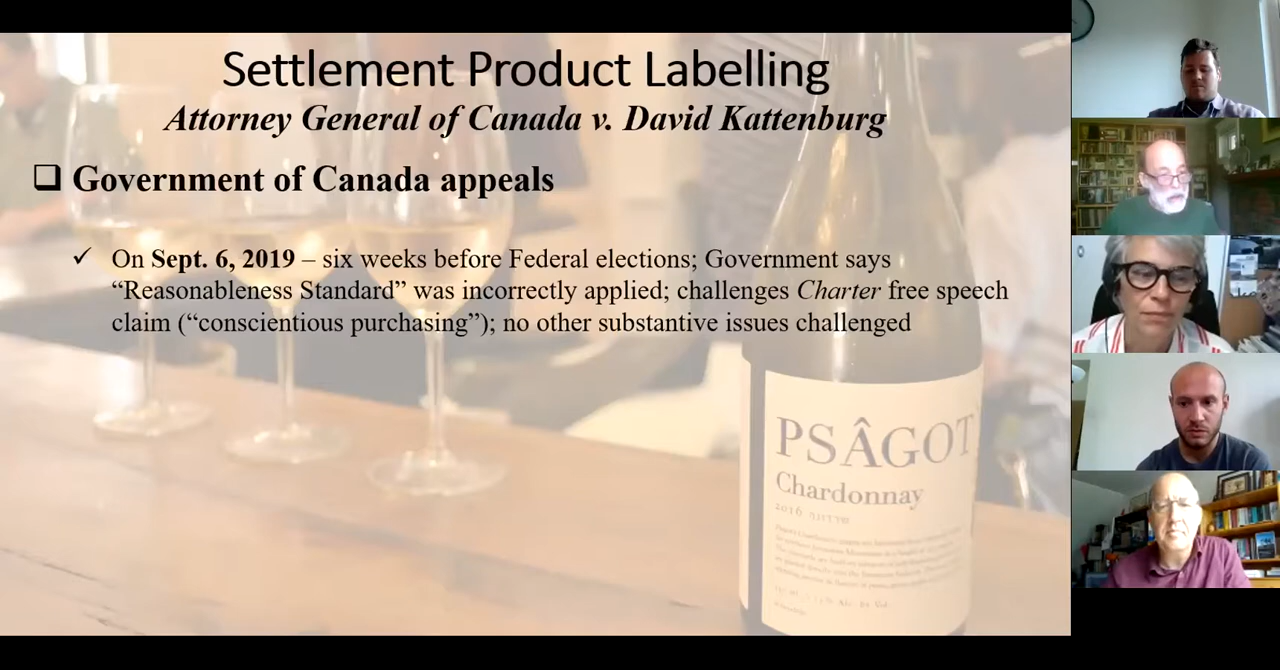 Settlement Product Labelling
Attorney General of Canada v. David Kattenburg
Government of Canada appeals
On Sept. 6, 2019 – six weeks before Federal elections; Government says
“Reasonableness Standard” was incorrectly applied; challenges Charter free speech
claim (“conscientious purchasing”); no other substantive issues challenged
PSÂGOT
Chardonnay
2016 שרדונה